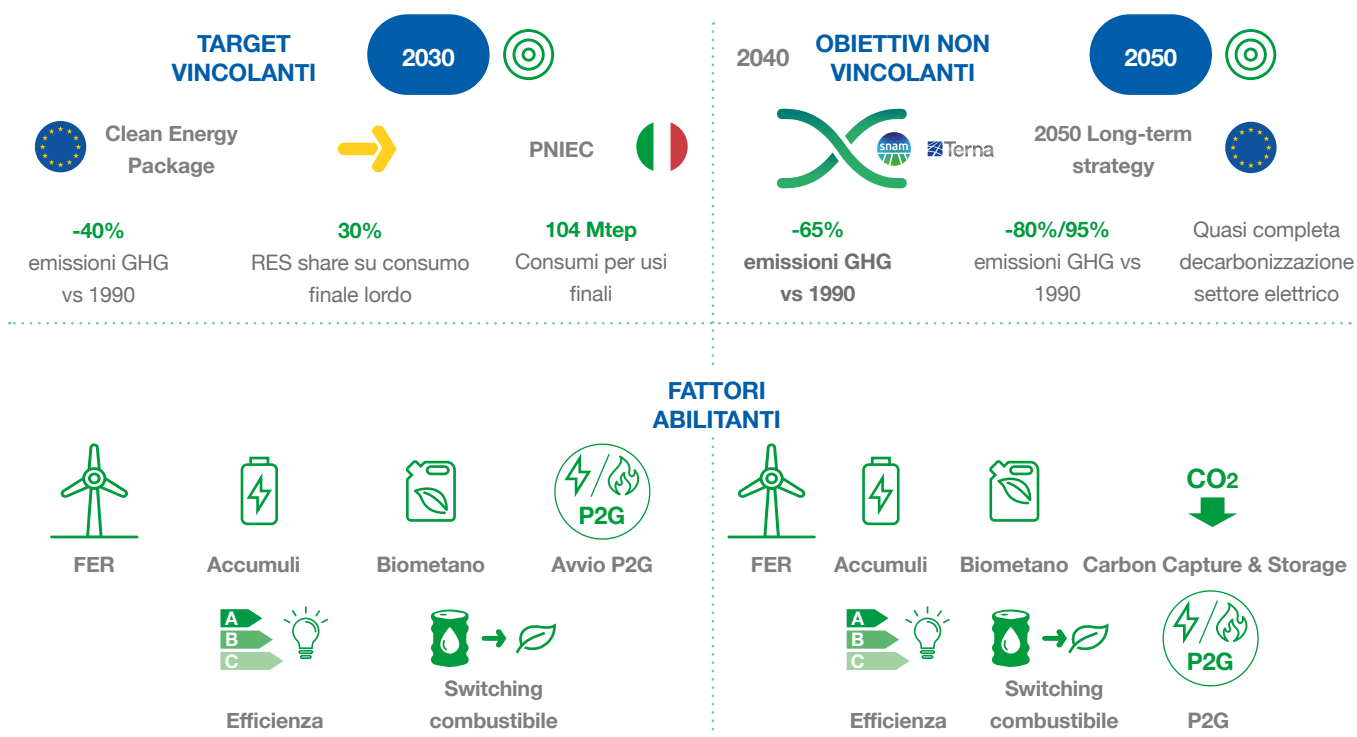 TARGET
VINCOLANTI
2030
Clean Energy
Package
PNIEC
-40%
emissioni GHG
vs 1990
30%
RES share su consumo
finale lordo
104 Mtep
Consumi per usi
finali
2040
OBIETTIVI NON
VINCOLANTI
2050
snam
Terna
2050 Long-term
strategy
-65%
emissioni GHG
vs 1990
-80%/95%
emissioni GHG vs
1990
Quasi completa
decarbonizzazione
settore elettrico
FATTORI
ABILITANTI
P2G
FER
Accumuli
Biometano
Avvio P2G
A
B
C
Efficienza
Switching
combustibile
CO2
FER
Accumuli
Biometano
Carbon Capture & Storage
A
B
C
P2G
Efficienza
Switching
combustibile
P2G